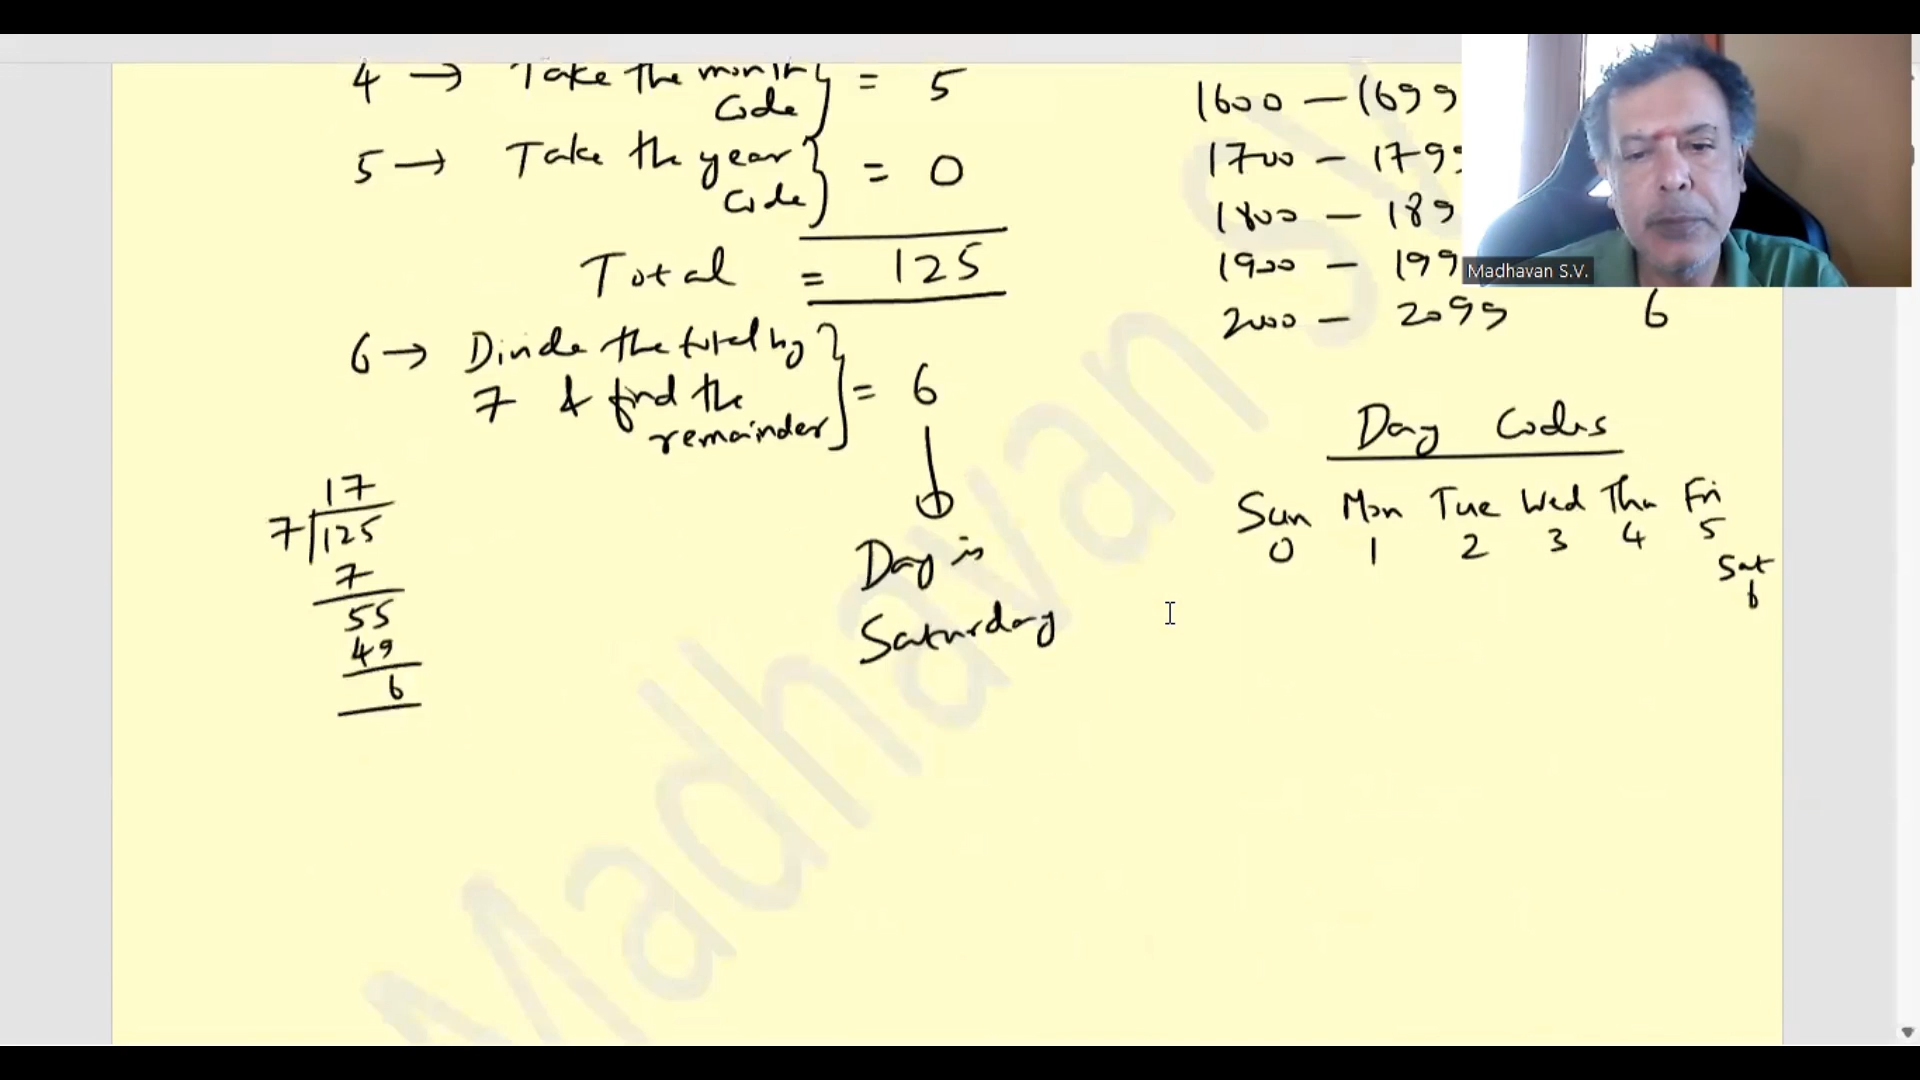 4 → Take the month
Code } = 5
5 → Take the year
Code } = 0
Total = 125
6 → Divide the total by
7 & find the
remainder } = 6
Day is
Saturday
17
7 125
7
55
49
6
1600 – 1699
1700 – 179
1800 – 189
1900 – 199
2000 – 2099 6
Madhavan S.V.
Day Codes
Sun Mon Tue Wed Thu Fri
0 1 2 3 4 5
Sat
6
Madhavan SV